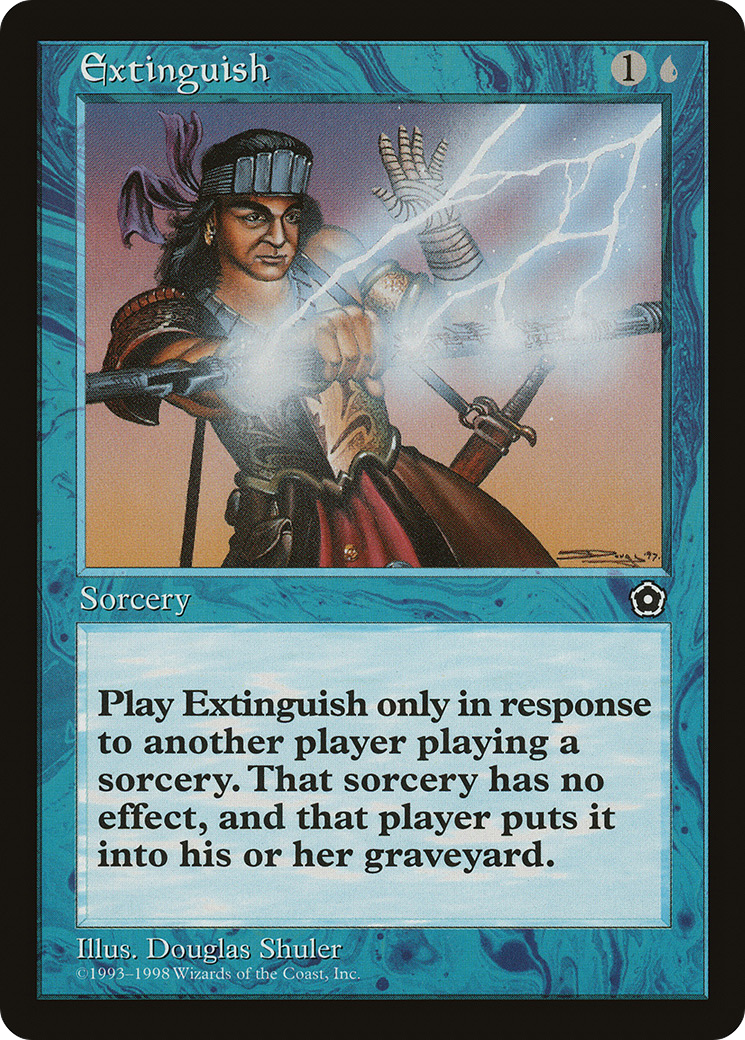 Extinguish 1
Sorcery
Play Extinguish only in response
to another player playing a
sorcery. That sorcery has no
effect, and that player puts it
into his or her graveyard.
Illus. Douglas Shuler
©1993–1998 Wizards of the Coast, Inc.